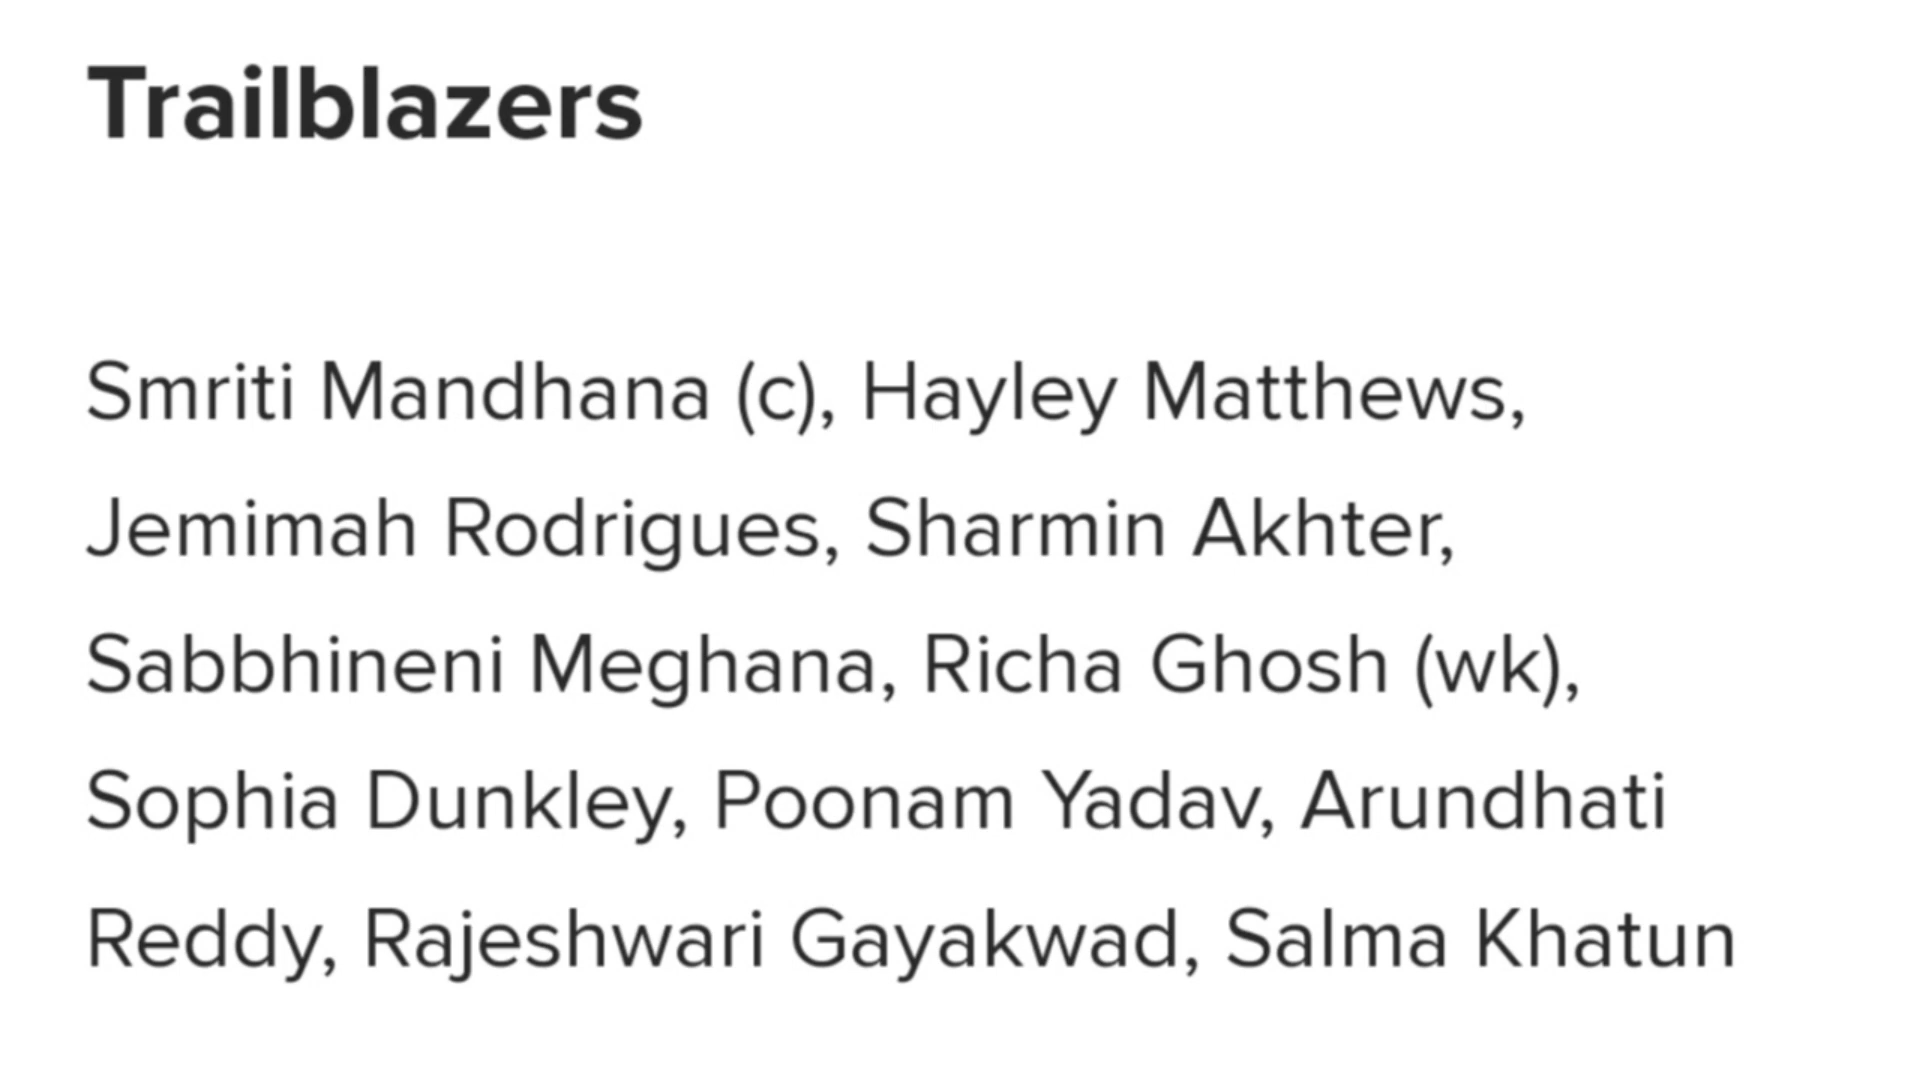 Trailblazers
Smriti Mandhana (c), Hayley Matthews,
Jemimah Rodrigues, Sharmin Akhter,
Sabbhineni Meghana, Richa Ghosh (wk),
Sophia Dunkley, Poonam Yadav, Arundhati
Reddy, Rajeshwari Gayakwad, Salma Khatun